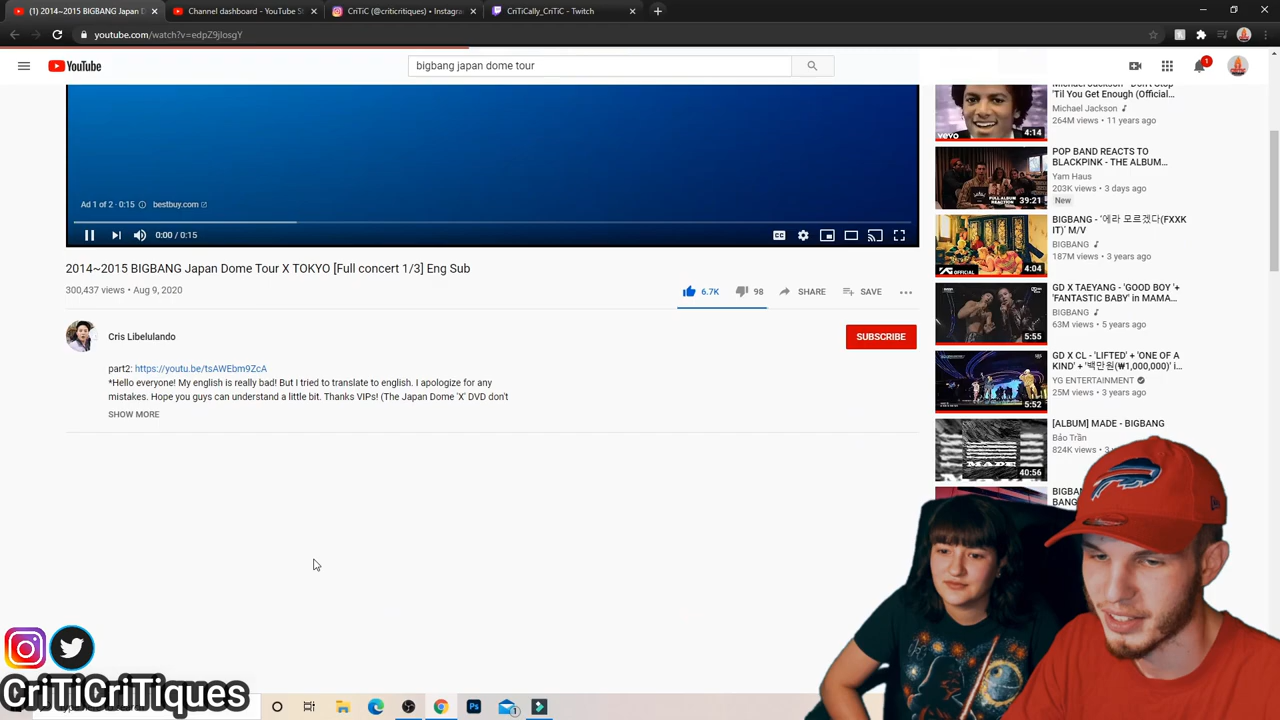 (1) 2014~2015 BIGBANG Japan D
Channel dashboard - YouTube S
CriTiC (@criticritiques) • Instagra
CriTiCally_CriTiC - Twitch
youtube.com/watch?v=edpZ9jlosgY
YouTube
bigbang japan dome tour
1
Ad 1 of 2 · 0:15
bestbuy.com
0:00 / 0:15
CC
2014~2015 BIGBANG Japan Dome Tour X TOKYO [Full concert 1/3] Eng Sub
300,437 views • Aug 9, 2020
6.7K
98
SHARE
SAVE
Cris Libelulando
SUBSCRIBE
part2: https://youtu.be/tsAWEbm9ZcA
*Hello everyone! My english is really bad! But I tried to translate to english. I apologize for any
mistakes. Hope you guys can understand a little bit. Thanks VIPs! (The Japan Dome 'X' DVD don't
SHOW MORE
Michael Jackson - Don't Stop
'Til You Get Enough (Official...
Michael Jackson
264M views • 11 years ago
vevo
4:14
POP BAND REACTS TO
BLACKPINK - THE ALBUM...
Yam Haus
203K views • 3 days ago
New
39:21
BIGBANG - '에라 모르겠다(FXXK
IT)' M/V
BIGBANG
187M views • 3 years ago
OFFICIAL
4:04
GD X TAEYANG - 'GOOD BOY '+
'FANTASTIC BABY' in MAMA...
BIGBANG
63M views • 5 years ago
5:55
GD X CL - 'LIFTED' + 'ONE OF A
KIND' + '백만원(₩1,000,000)' i...
YG ENTERTAINMENT
25M views • 3 years ago
5:52
[ALBUM] MADE - BIGBANG
Bảo Trần
824K views • 3
MADE
40:56
BIGBA
BANG
CriTiCriTiques